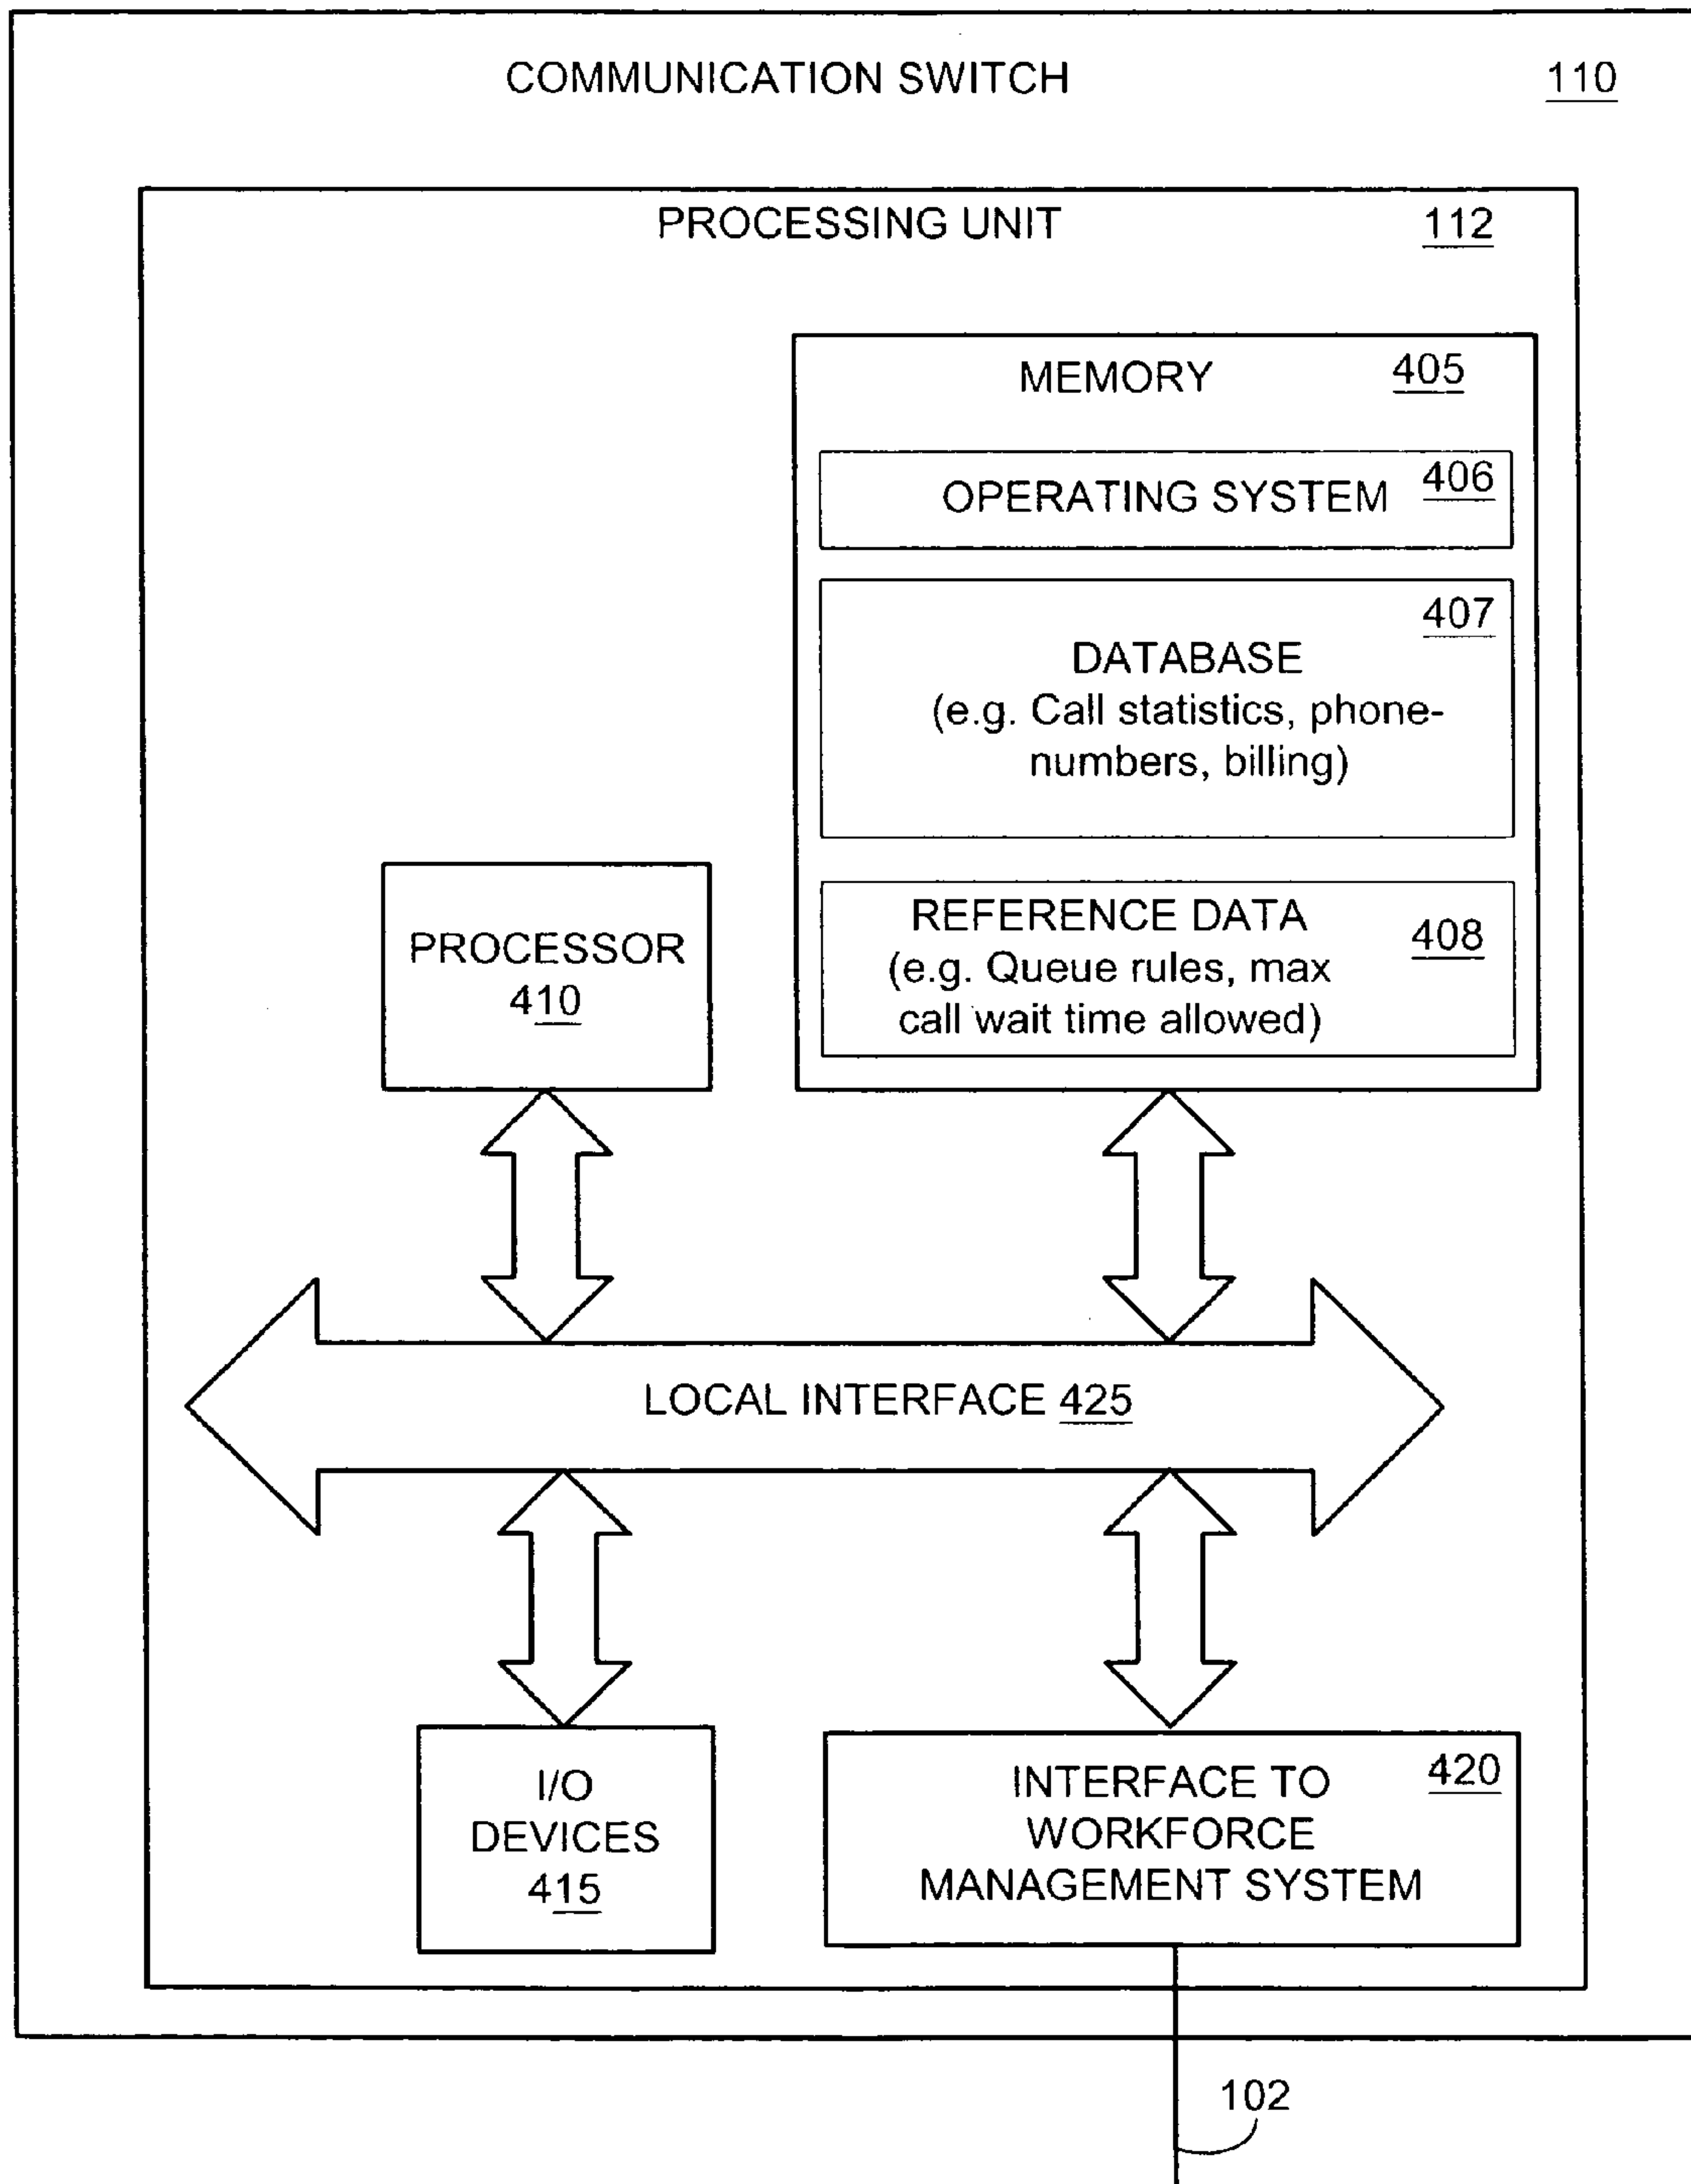 COMMUNICATION SWITCH 110
PROCESSING UNIT 112
MEMORY 405
OPERATING SYSTEM 406
407
DATABASE
(e.g. Call statistics, phone-
numbers, billing)
REFERENCE DATA 408
(e.g. Queue rules, max
call wait time allowed)
PROCESSOR
410
LOCAL INTERFACE 425
I/O
DEVICES
415
INTERFACE TO 420
WORKFORCE
MANAGEMENT SYSTEM
102